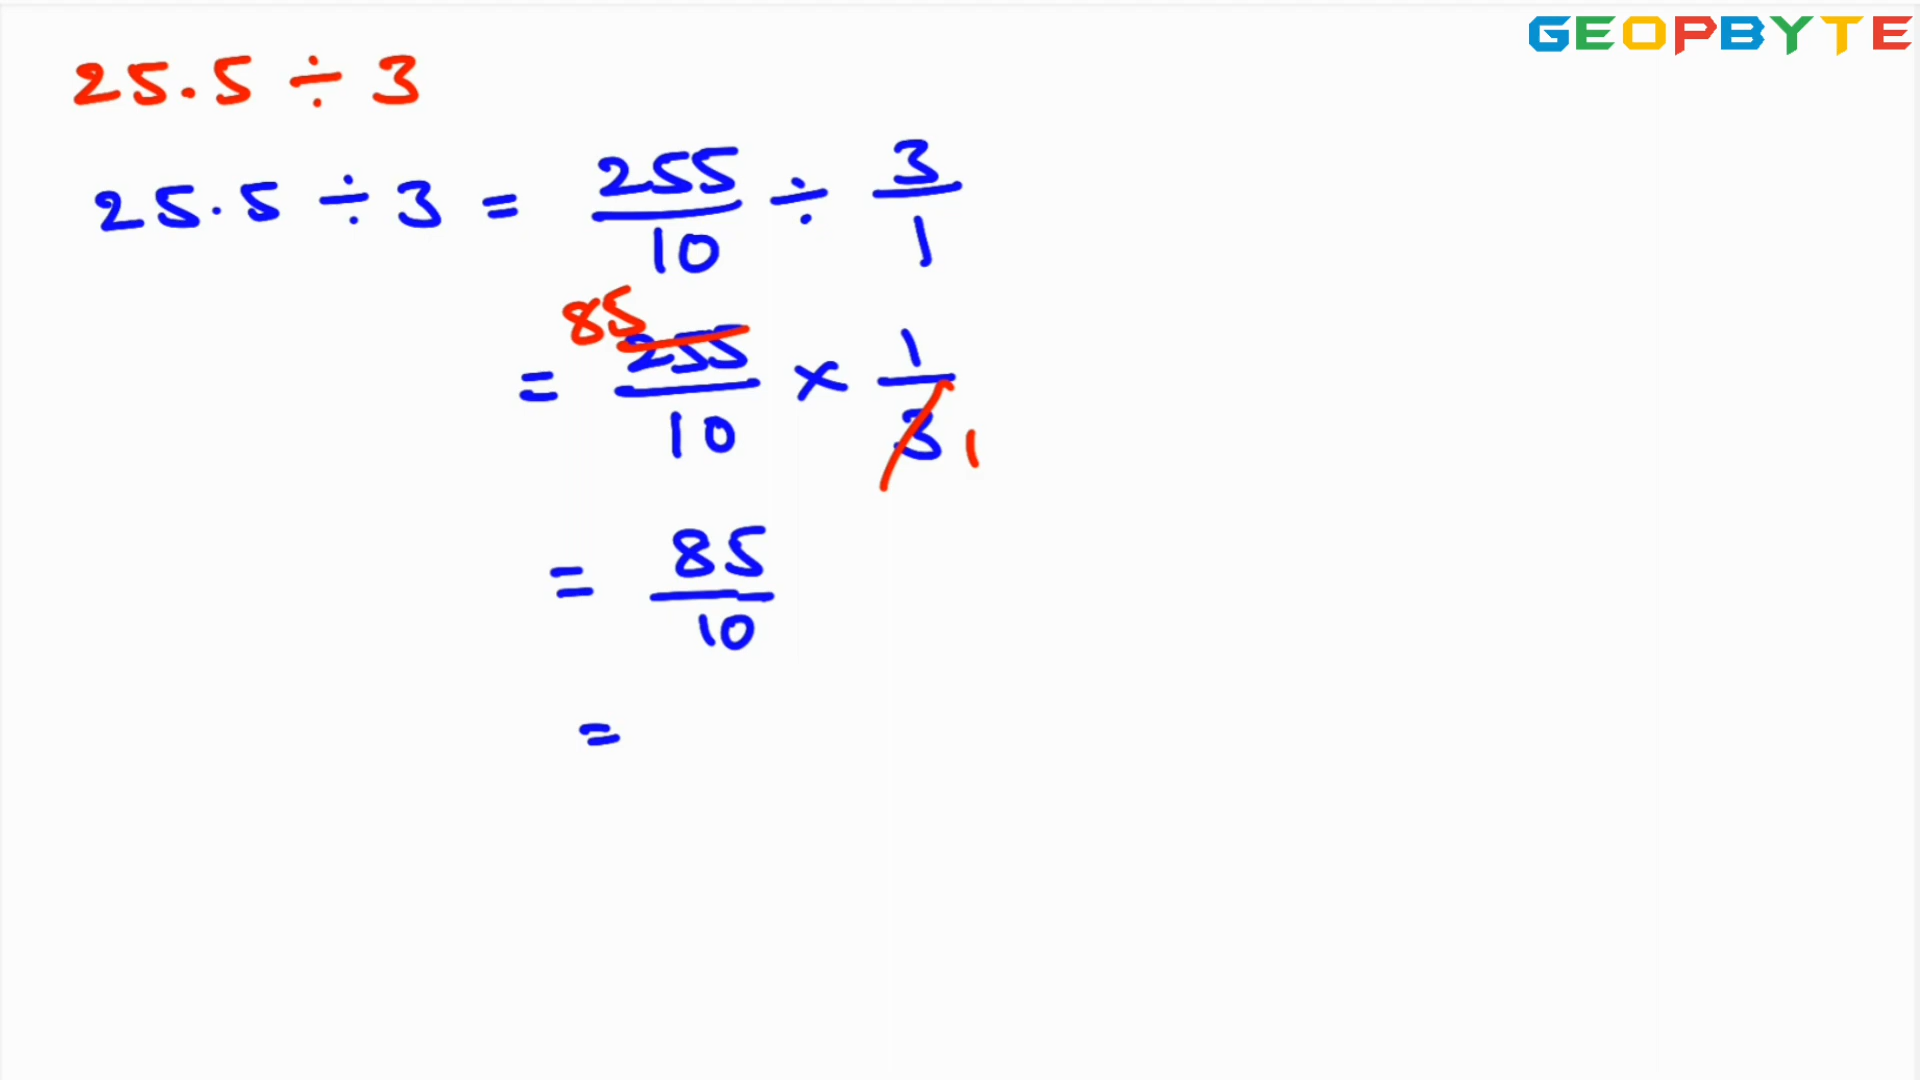 GEOPBYTE
25.5 ÷ 3
25.5 ÷ 3 = 255/10 ÷ 3/1
85
= 255/10 × 1/3 1
= 85/10
=